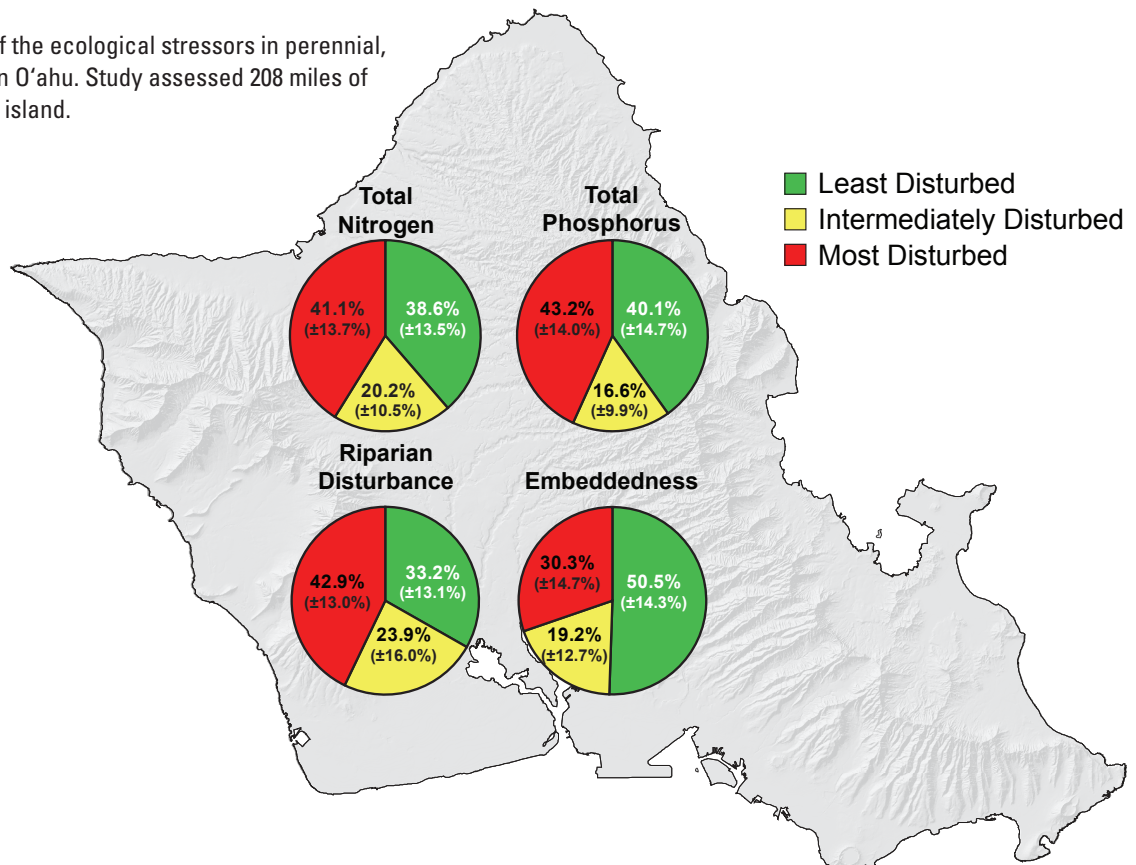 f the ecological stressors in perennial,
n Oʻahu. Study assessed 208 miles of
island.
Least Disturbed
Intermediately Disturbed
Most Disturbed
Total
Nitrogen
41.1%
(±13.7%)
38.6%
(±13.5%)
20.2%
(±10.5%)
Total
Phosphorus
43.2%
(±14.0%)
40.1%
(±14.7%)
16.6%
(±9.9%)
Riparian
Disturbance
42.9%
(±13.0%)
33.2%
(±13.1%)
23.9%
(±16.0%)
Embeddedness
30.3%
(±14.7%)
50.5%
(±14.3%)
19.2%
(±12.7%)